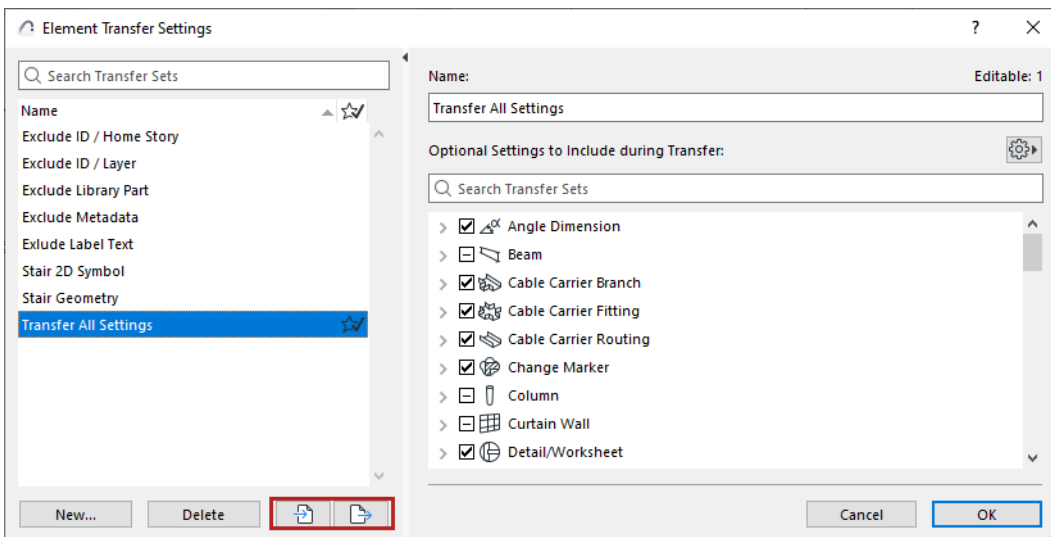 Element Transfer Settings
?
Search Transfer Sets
Name
Exclude ID / Home Story
Exclude ID / Layer
Exclude Library Part
Exclude Metadata
Exlude Label Text
Stair 2D Symbol
Stair Geometry
Transfer All Settings
New...
Delete
Name:
Editable: 1
Transfer All Settings
Optional Settings to Include during Transfer:
Search Transfer Sets
Angle Dimension
Beam
Cable Carrier Branch
Cable Carrier Fitting
Cable Carrier Routing
Change Marker
Column
Curtain Wall
Detail/Worksheet
Cancel
OK